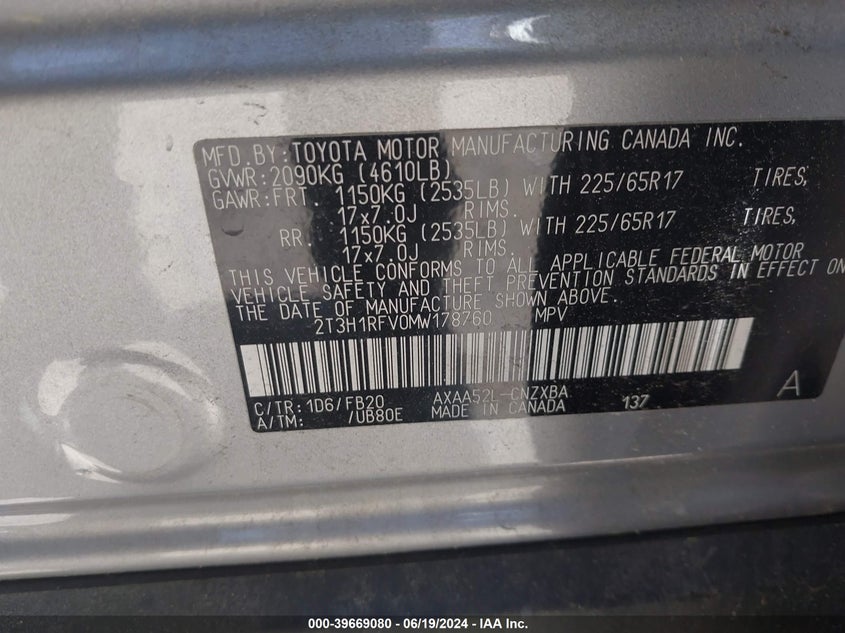 MFD.BY:TOYOTA MOTOR MANUFACTURING CANADA INC.
GVWR:2090KG (4610LB)
GAWR:FRT. 1150KG (2535LB) WITH 225/65R17 TIRES,
17x7.0J RIMS.
RR. 1150KG (2535LB) WITH 225/65R17 TIRES,
17x7.0J RIMS.
THIS VEHICLE CONFORMS TO ALL APPLICABLE FEDERAL MOTOR
VEHICLE SAFETY AND THEFT PREVENTION STANDARDS IN EFFECT ON
THE DATE OF MANUFACTURE SHOWN ABOVE.
2T3H1RFV0MW178760 MPV
C/TR:1D6/FB20 AXAA52L-CNZXBA
A/TM: /UB80E MADE IN CANADA 137 A
000-39669080 - 06/19/2024 - IAA Inc.